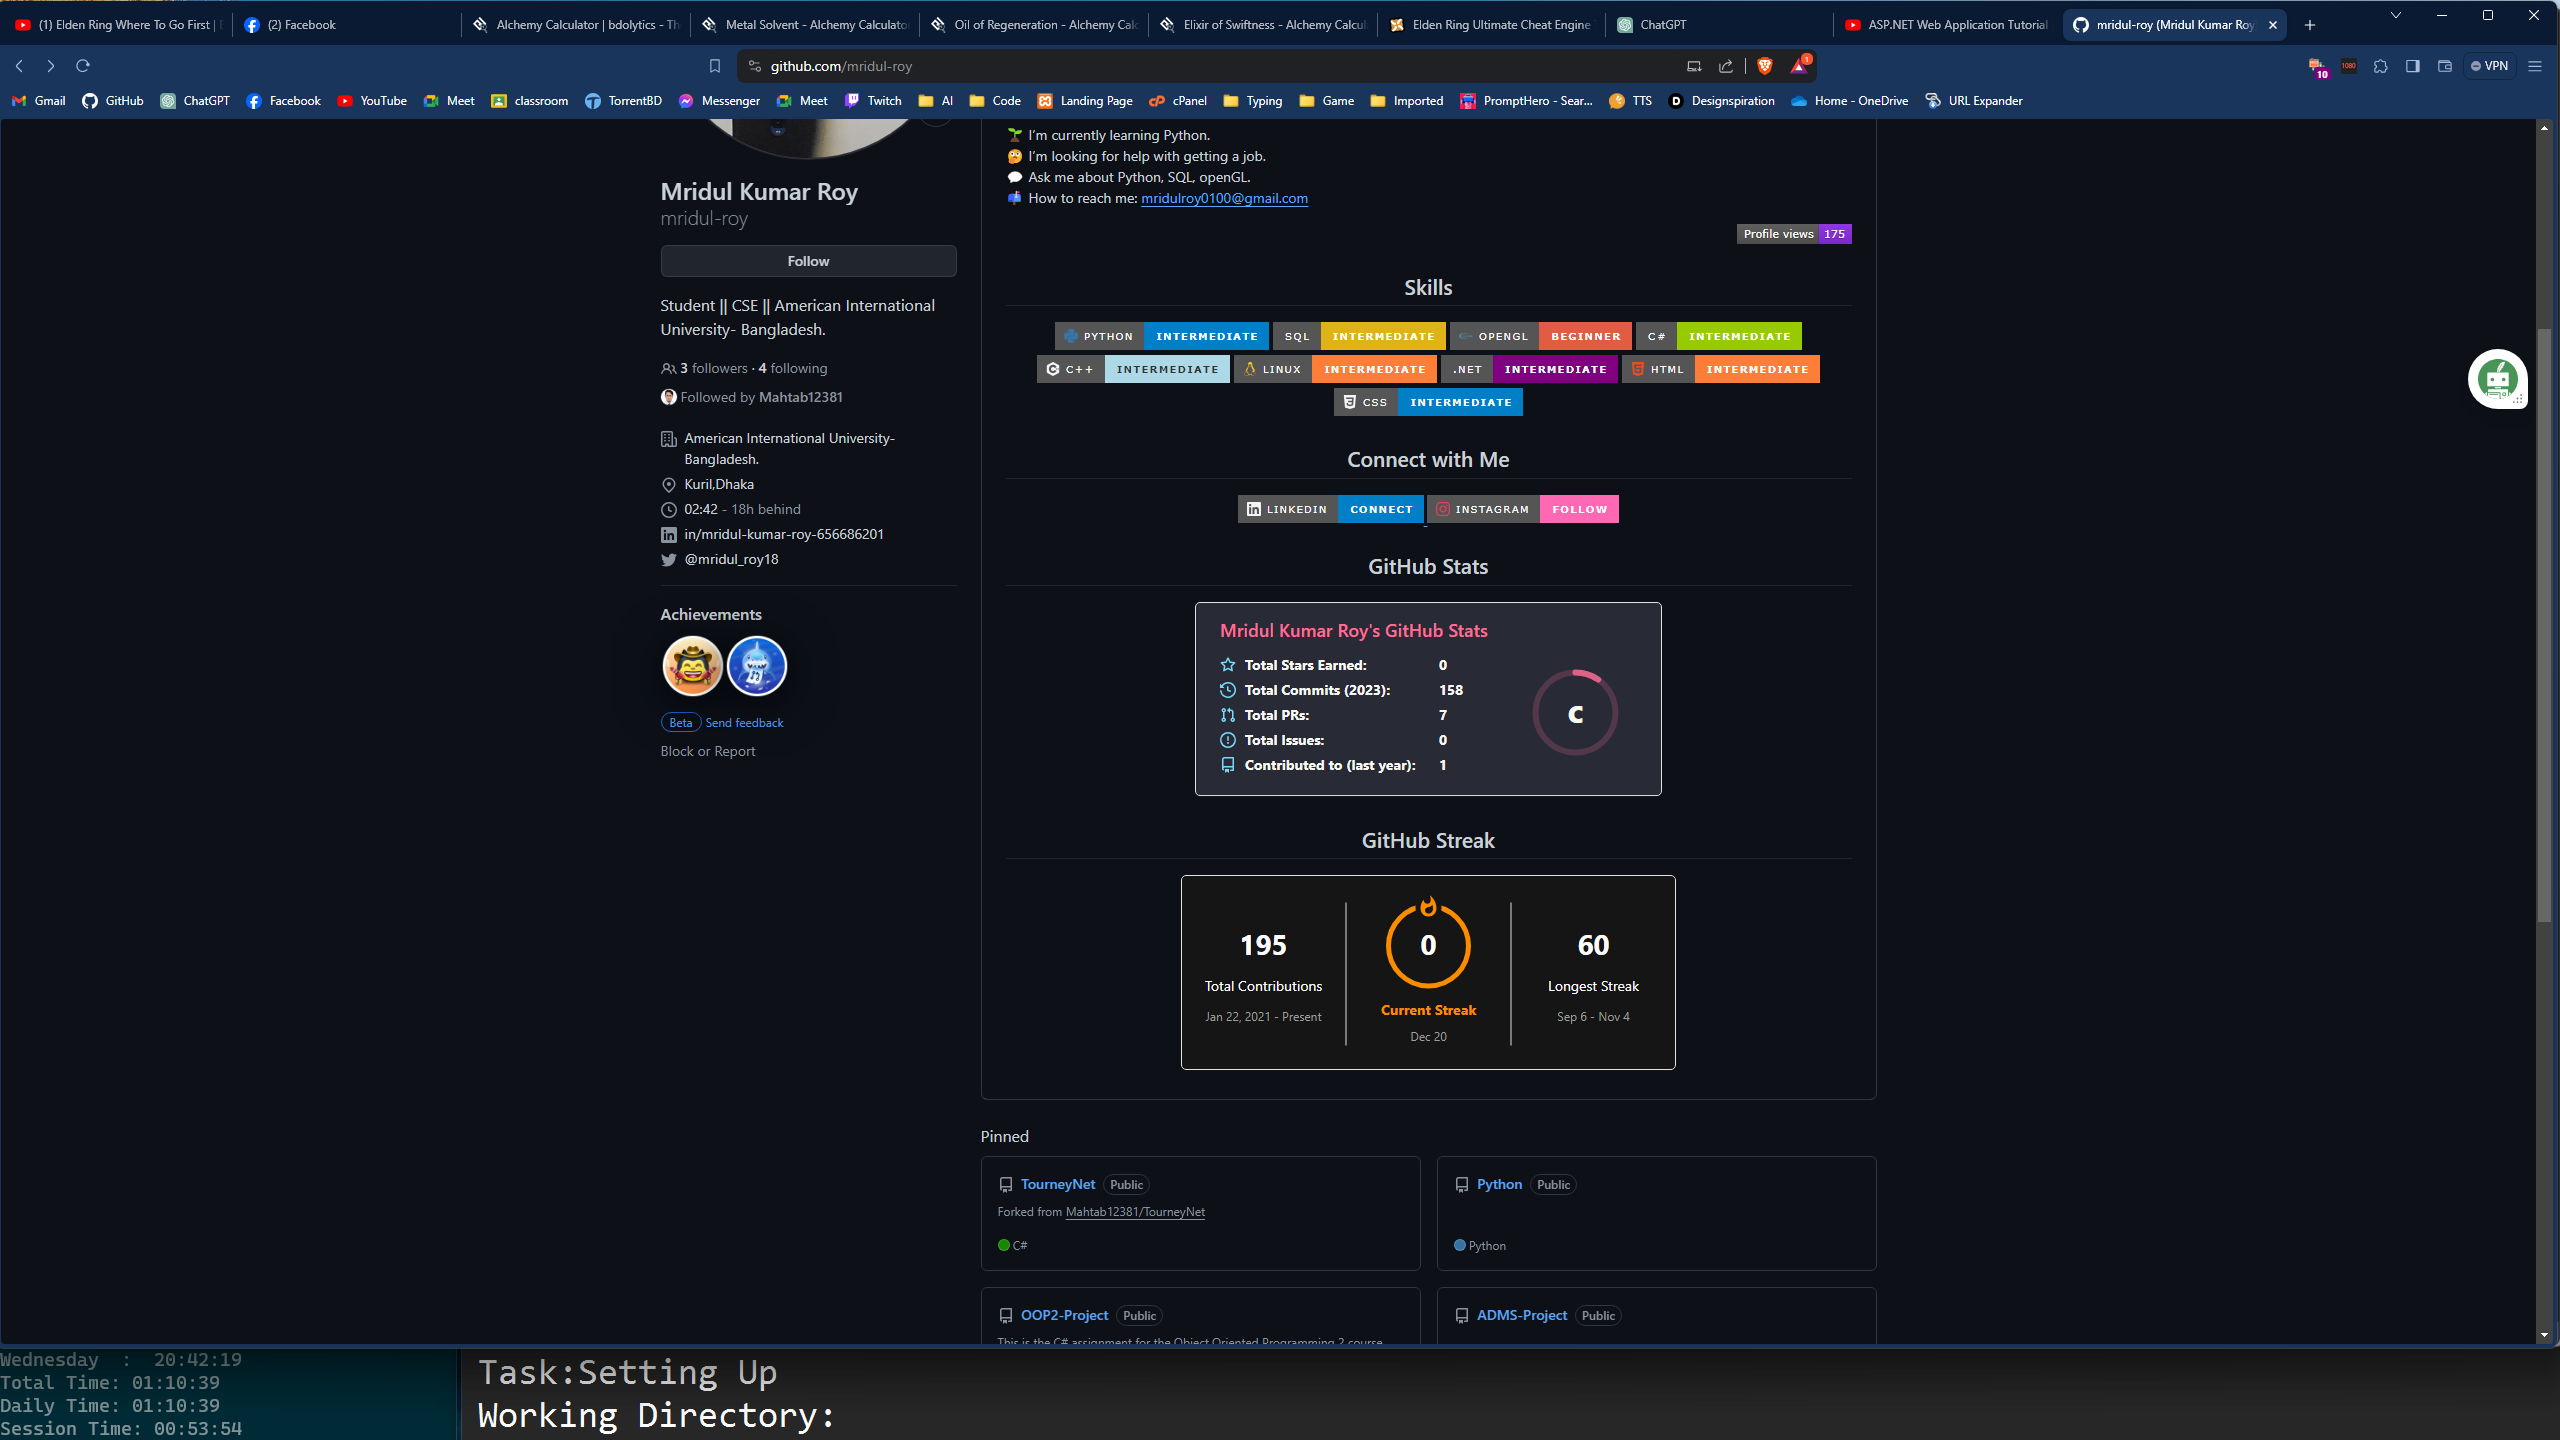 (1) Elden Ring Where To Go First |
(2) Facebook
Alchemy Calculator | bdolytics - Th
Metal Solvent - Alchemy Calculator
Oil of Regeneration - Alchemy Calc
Elixir of Swiftness - Alchemy Calcul
Elden Ring Ultimate Cheat Engine
ChatGPT
ASP.NET Web Application Tutorial
mridul-roy (Mridul Kumar Roy
github.com/mridul-roy
1
10
1080
VPN
Gmail
GitHub
ChatGPT
Facebook
YouTube
Meet
classroom
TorrentBD
Messenger
Meet
Twitch
AI
Code
Landing Page
cPanel
Typing
Game
Imported
PromptHero - Sear...
TTS
Designspiration
Home - OneDrive
URL Expander
Mridul Kumar Roy
mridul-roy
Follow
Student || CSE || American International
University- Bangladesh.
3 followers · 4 following
Followed by Mahtab12381
American International University-
Bangladesh.
Kuril,Dhaka
02:42 - 18h behind
in/mridul-kumar-roy-656686201
@mridul_roy18
Achievements
Beta Send feedback
Block or Report
I'm currently learning Python.
I'm looking for help with getting a job.
Ask me about Python, SQL, openGL.
How to reach me: mridulroy0100@gmail.com
Profile views 175
Skills
PYTHON INTERMEDIATE SQL INTERMEDIATE OPENGL BEGINNER C# INTERMEDIATE
C++ INTERMEDIATE LINUX INTERMEDIATE .NET INTERMEDIATE HTML INTERMEDIATE
CSS INTERMEDIATE
Connect with Me
LINKEDIN CONNECT INSTAGRAM FOLLOW
GitHub Stats
Mridul Kumar Roy's GitHub Stats
Total Stars Earned: 0
Total Commits (2023): 158
Total PRs: 7
Total Issues: 0
Contributed to (last year): 1
C
GitHub Streak
195
Total Contributions
Jan 22, 2021 - Present
0
Current Streak
Dec 20
60
Longest Streak
Sep 6 - Nov 4
Pinned
TourneyNet Public
Forked from Mahtab12381/TourneyNet
C#
Python Public
Python
OOP2-Project Public
This is the C# assignment for the Object Oriented Programming 2 course
ADMS-Project Public
Wednesday : 20:42:19
Total Time: 01:10:39
Daily Time: 01:10:39
Session Time: 00:53:54
Task:Setting Up
Working Directory: